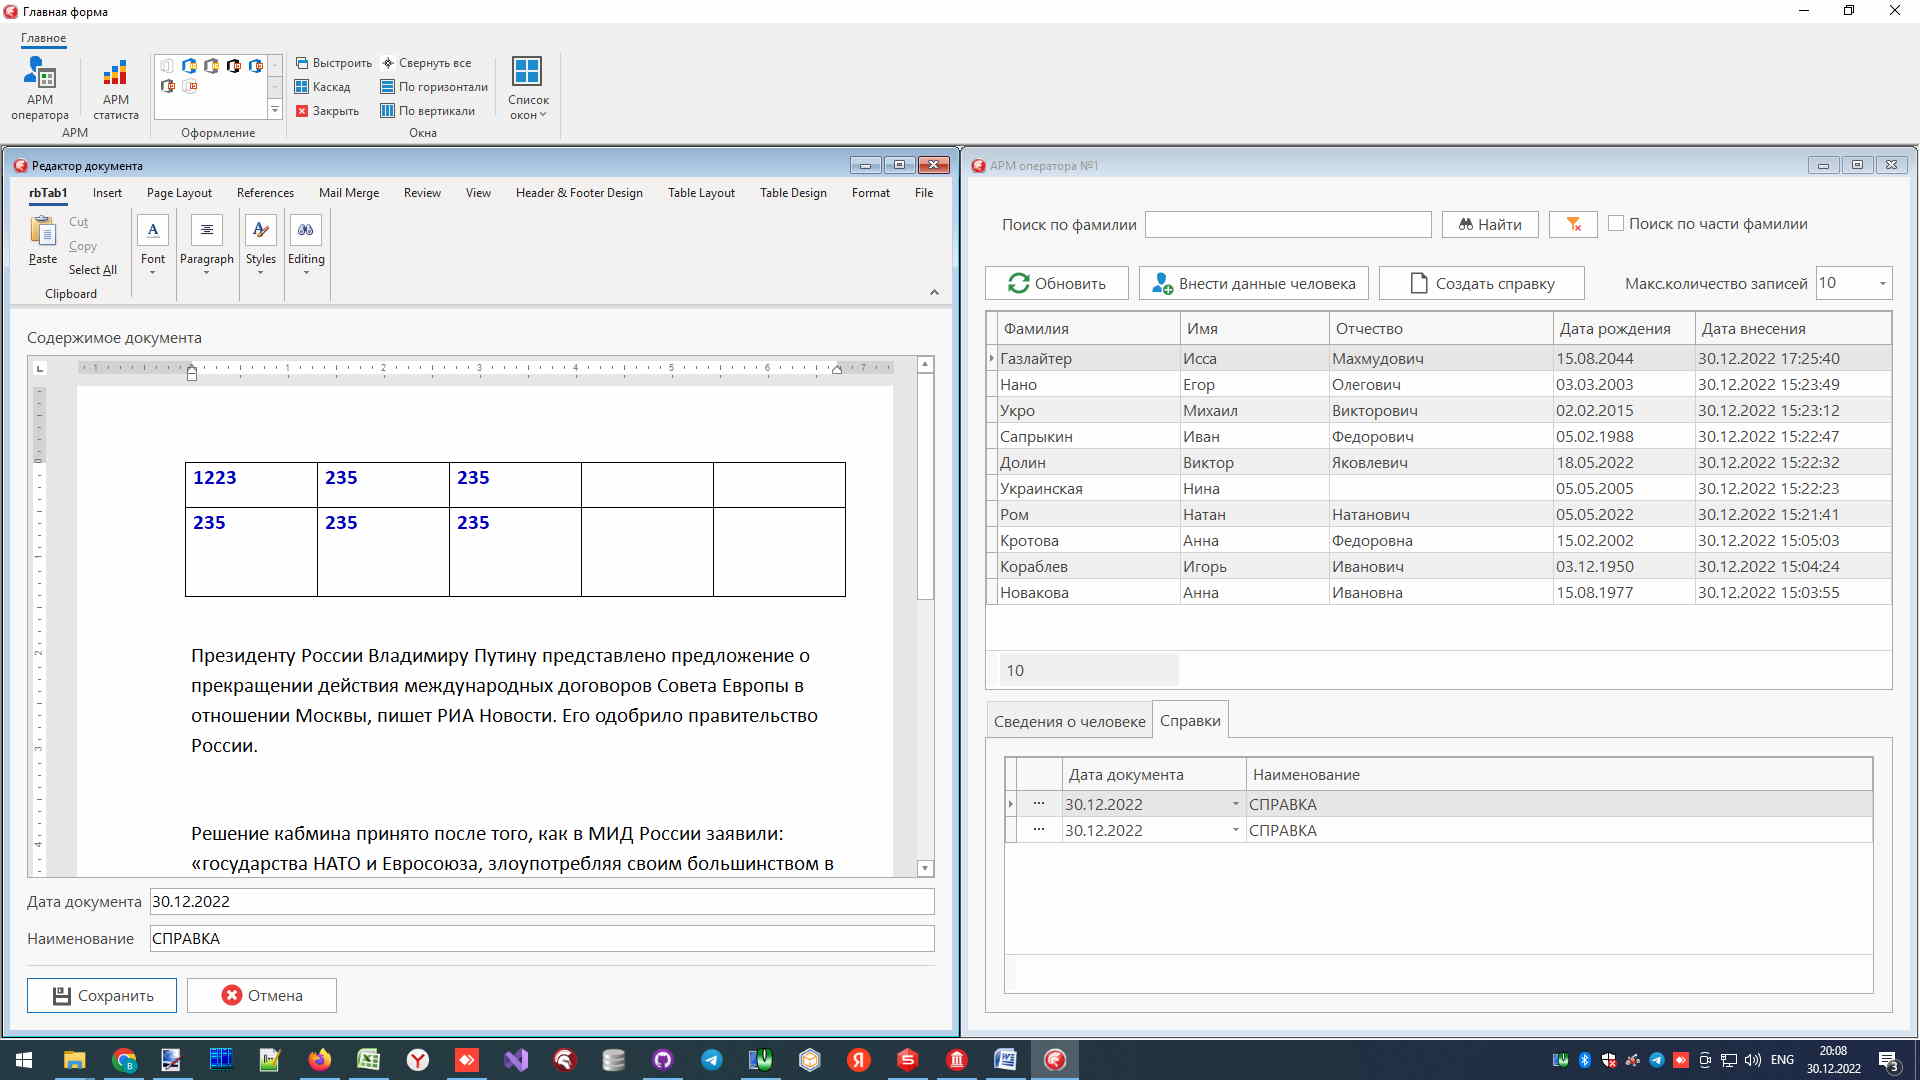 Главная форма
Главное
АРМ
оператора
АРМ
статиста
АРМ
Оформление
Выстроить
Каскад
Закрыть
Свернуть все
По горизонтали
По вертикали
Окна
Список
окон
Редактор документа
rbTab1 Insert Page Layout References Mail Merge Review View Header & Footer Design Table Layout Table Design Format File
Paste
Cut
Copy
Select All
Clipboard
Font
Paragraph
Styles
Editing
Содержимое документа
1 1 2 3 4 5 6 7
1223 235 235
235 235 235
Президенту России Владимиру Путину представлено предложение о
прекращении действия международных договоров Совета Европы в
отношении Москвы, пишет РИА Новости. Его одобрило правительство
России.
Решение кабмина принято после того, как в МИД России заявили:
«государства НАТО и Евросоюза, злоупотребляя своим большинством в
Дата документа 30.12.2022
Наименование СПРАВКА
Сохранить Отмена
АРМ оператора №1
Поиск по фамилии Найти Поиск по части фамилии
Обновить Внести данные человека Создать справку Макс.количество записей 10
Фамилия Имя Отчество Дата рождения Дата внесения
Газлайтер Исса Махмудович 15.08.2044 30.12.2022 17:25:40
Нано Егор Олегович 03.03.2003 30.12.2022 15:23:49
Укро Михаил Викторович 02.02.2015 30.12.2022 15:23:12
Сапрыкин Иван Федорович 05.02.1988 30.12.2022 15:22:47
Долин Виктор Яковлевич 18.05.2022 30.12.2022 15:22:32
Украинская Нина 05.05.2005 30.12.2022 15:22:23
Ром Натан Натанович 05.05.2022 30.12.2022 15:21:41
Кротова Анна Федоровна 15.02.2002 30.12.2022 15:05:03
Кораблев Игорь Иванович 03.12.1950 30.12.2022 15:04:24
Новакова Анна Ивановна 15.08.1977 30.12.2022 15:03:55
10
Сведения о человеке Справки
Дата документа Наименование
30.12.2022 СПРАВКА
30.12.2022 СПРАВКА
ENG
20:08
30.12.2022
3